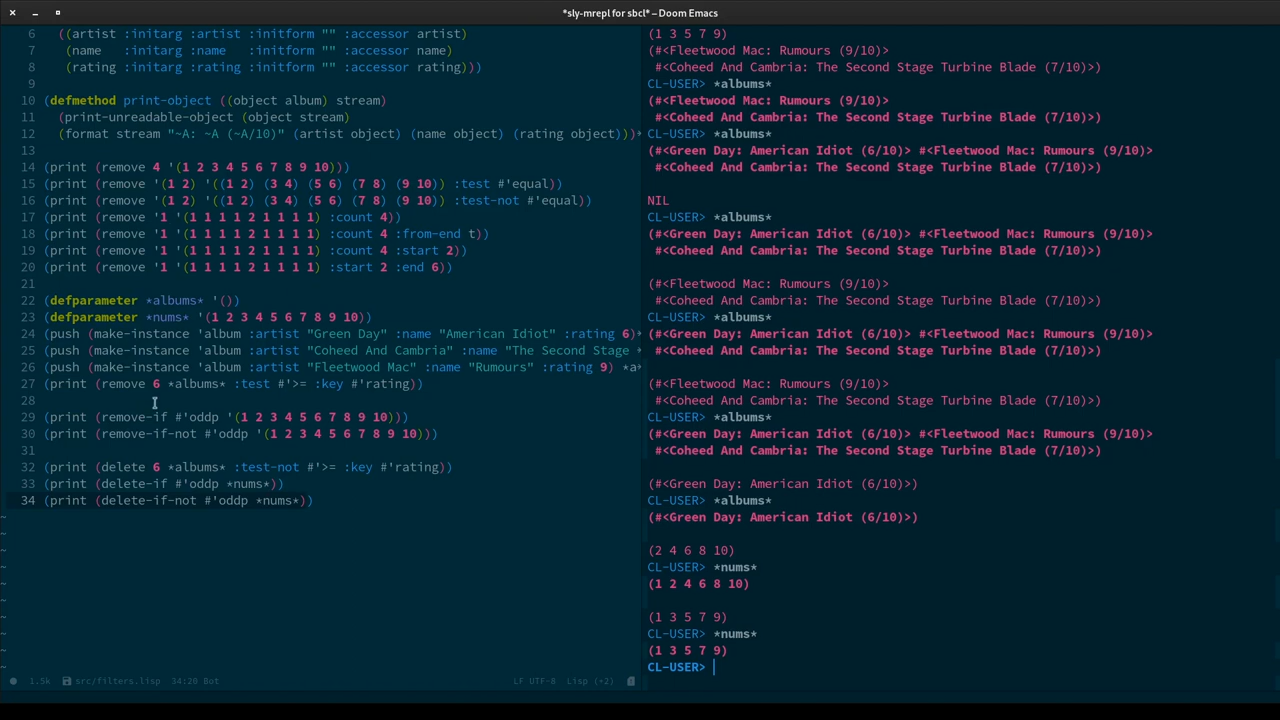 *sly-mrepl for sbcl* – Doom Emacs
6 ((artist :initarg :artist :initform "" :accessor artist)
7 (name :initarg :name :initform "" :accessor name)
8 (rating :initarg :rating :initform "" :accessor rating)))
9
10 (defmethod print-object ((object album) stream)
11 (print-unreadable-object (object stream)
12 (format stream "~A: ~A (~A/10)" (artist object) (name object) (rating object)))
13
14 (print (remove 4 '(1 2 3 4 5 6 7 8 9 10)))
15 (print (remove '(1 2) '((1 2) (3 4) (5 6) (7 8) (9 10)) :test #'equal))
16 (print (remove '(1 2) '((1 2) (3 4) (5 6) (7 8) (9 10)) :test-not #'equal))
17 (print (remove '1 '(1 1 1 1 2 1 1 1 1) :count 4))
18 (print (remove '1 '(1 1 1 1 2 1 1 1 1) :count 4 :from-end t))
19 (print (remove '1 '(1 1 1 1 2 1 1 1 1) :count 4 :start 2))
20 (print (remove '1 '(1 1 1 1 2 1 1 1 1) :start 2 :end 6))
21
22 (defparameter *albums* '())
23 (defparameter *nums* '(1 2 3 4 5 6 7 8 9 10))
24 (push (make-instance 'album :artist "Green Day" :name "American Idiot" :rating 6)
25 (push (make-instance 'album :artist "Coheed And Cambria" :name "The Second Stage
26 (push (make-instance 'album :artist "Fleetwood Mac" :name "Rumours" :rating 9) *a
27 (print (remove 6 *albums* :test #'>= :key #'rating))
28
29 (print (remove-if #'oddp '(1 2 3 4 5 6 7 8 9 10)))
30 (print (remove-if-not #'oddp '(1 2 3 4 5 6 7 8 9 10)))
31
32 (print (delete 6 *albums* :test-not #'>= :key #'rating))
33 (print (delete-if #'oddp *nums*))
34 (print (delete-if-not #'oddp *nums*))
1.5k src/filters.lisp 34:20 Bot LF UTF-8 Lisp (+2)
(1 3 5 7 9)
(#<Fleetwood Mac: Rumours (9/10)>
#<Coheed And Cambria: The Second Stage Turbine Blade (7/10)>)
CL-USER> *albums*
(#<Fleetwood Mac: Rumours (9/10)>
#<Coheed And Cambria: The Second Stage Turbine Blade (7/10)>)
CL-USER> *albums*
(#<Green Day: American Idiot (6/10)> #<Fleetwood Mac: Rumours (9/10)>
#<Coheed And Cambria: The Second Stage Turbine Blade (7/10)>)
NIL
CL-USER> *albums*
(#<Green Day: American Idiot (6/10)> #<Fleetwood Mac: Rumours (9/10)>
#<Coheed And Cambria: The Second Stage Turbine Blade (7/10)>)
(#<Fleetwood Mac: Rumours (9/10)>
#<Coheed And Cambria: The Second Stage Turbine Blade (7/10)>)
CL-USER> *albums*
(#<Green Day: American Idiot (6/10)> #<Fleetwood Mac: Rumours (9/10)>
#<Coheed And Cambria: The Second Stage Turbine Blade (7/10)>)
(#<Fleetwood Mac: Rumours (9/10)>
#<Coheed And Cambria: The Second Stage Turbine Blade (7/10)>)
CL-USER> *albums*
(#<Green Day: American Idiot (6/10)> #<Fleetwood Mac: Rumours (9/10)>
#<Coheed And Cambria: The Second Stage Turbine Blade (7/10)>)
(#<Green Day: American Idiot (6/10)>)
CL-USER> *albums*
(#<Green Day: American Idiot (6/10)>)
(2 4 6 8 10)
CL-USER> *nums*
(1 2 4 6 8 10)
(1 3 5 7 9)
CL-USER> *nums*
(1 3 5 7 9)
CL-USER>